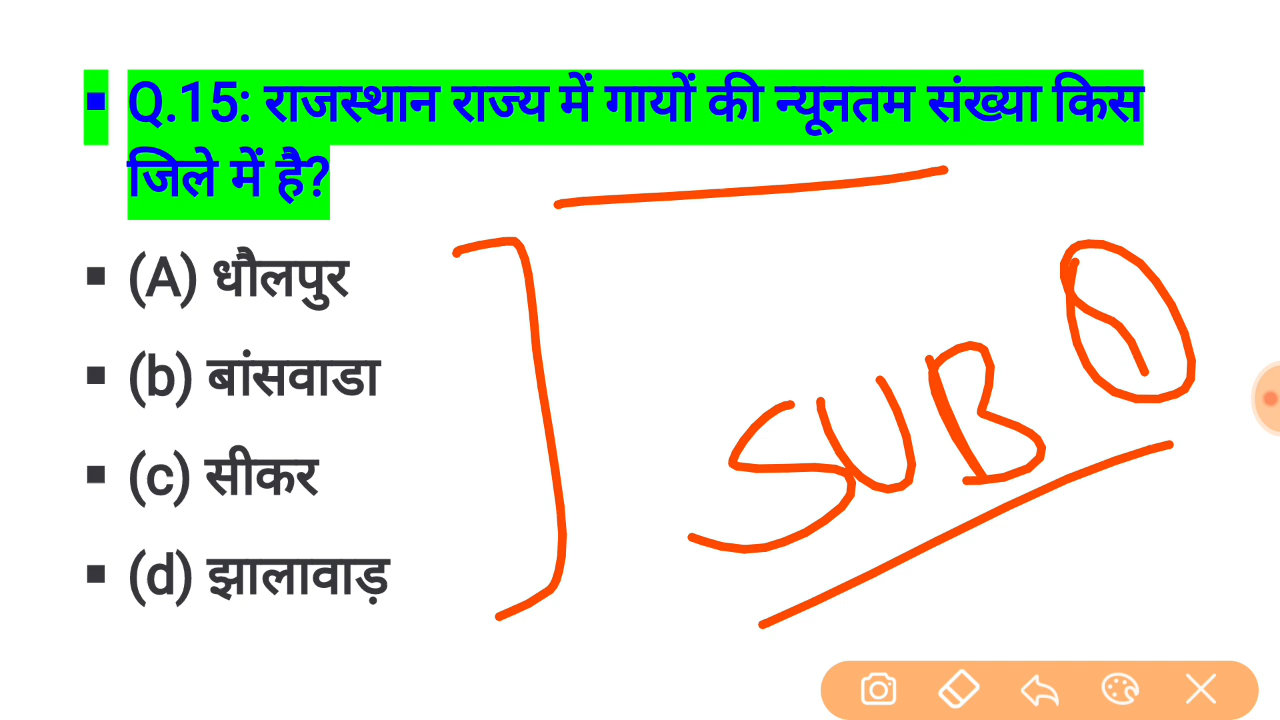 Q.15: राजस्थान राज्य में गायों की न्यूनतम संख्या किस
जिले में है?
(A) धौलपुर
(b) बांसवाडा
(c) सीकर
(d) झालावाड़
SUB